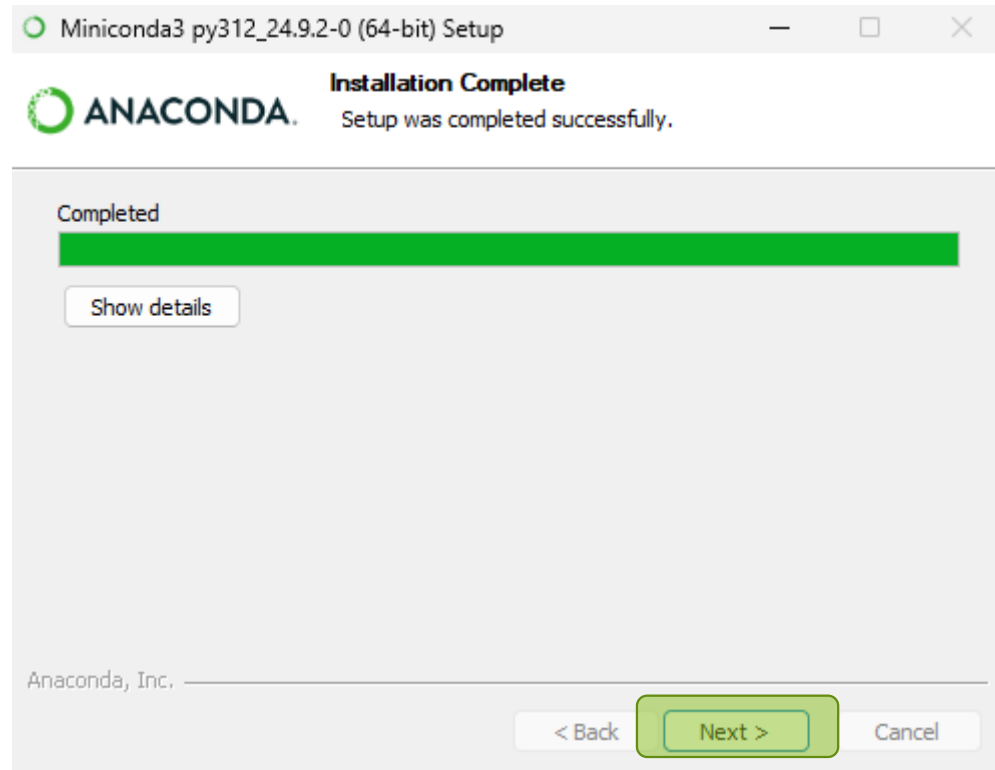 Miniconda3 py312_24.9.2-0 (64-bit) Setup
ANACONDA.
Installation Complete
Setup was completed successfully.
Completed
Show details
Anaconda, Inc.
< Back
Next >
Cancel